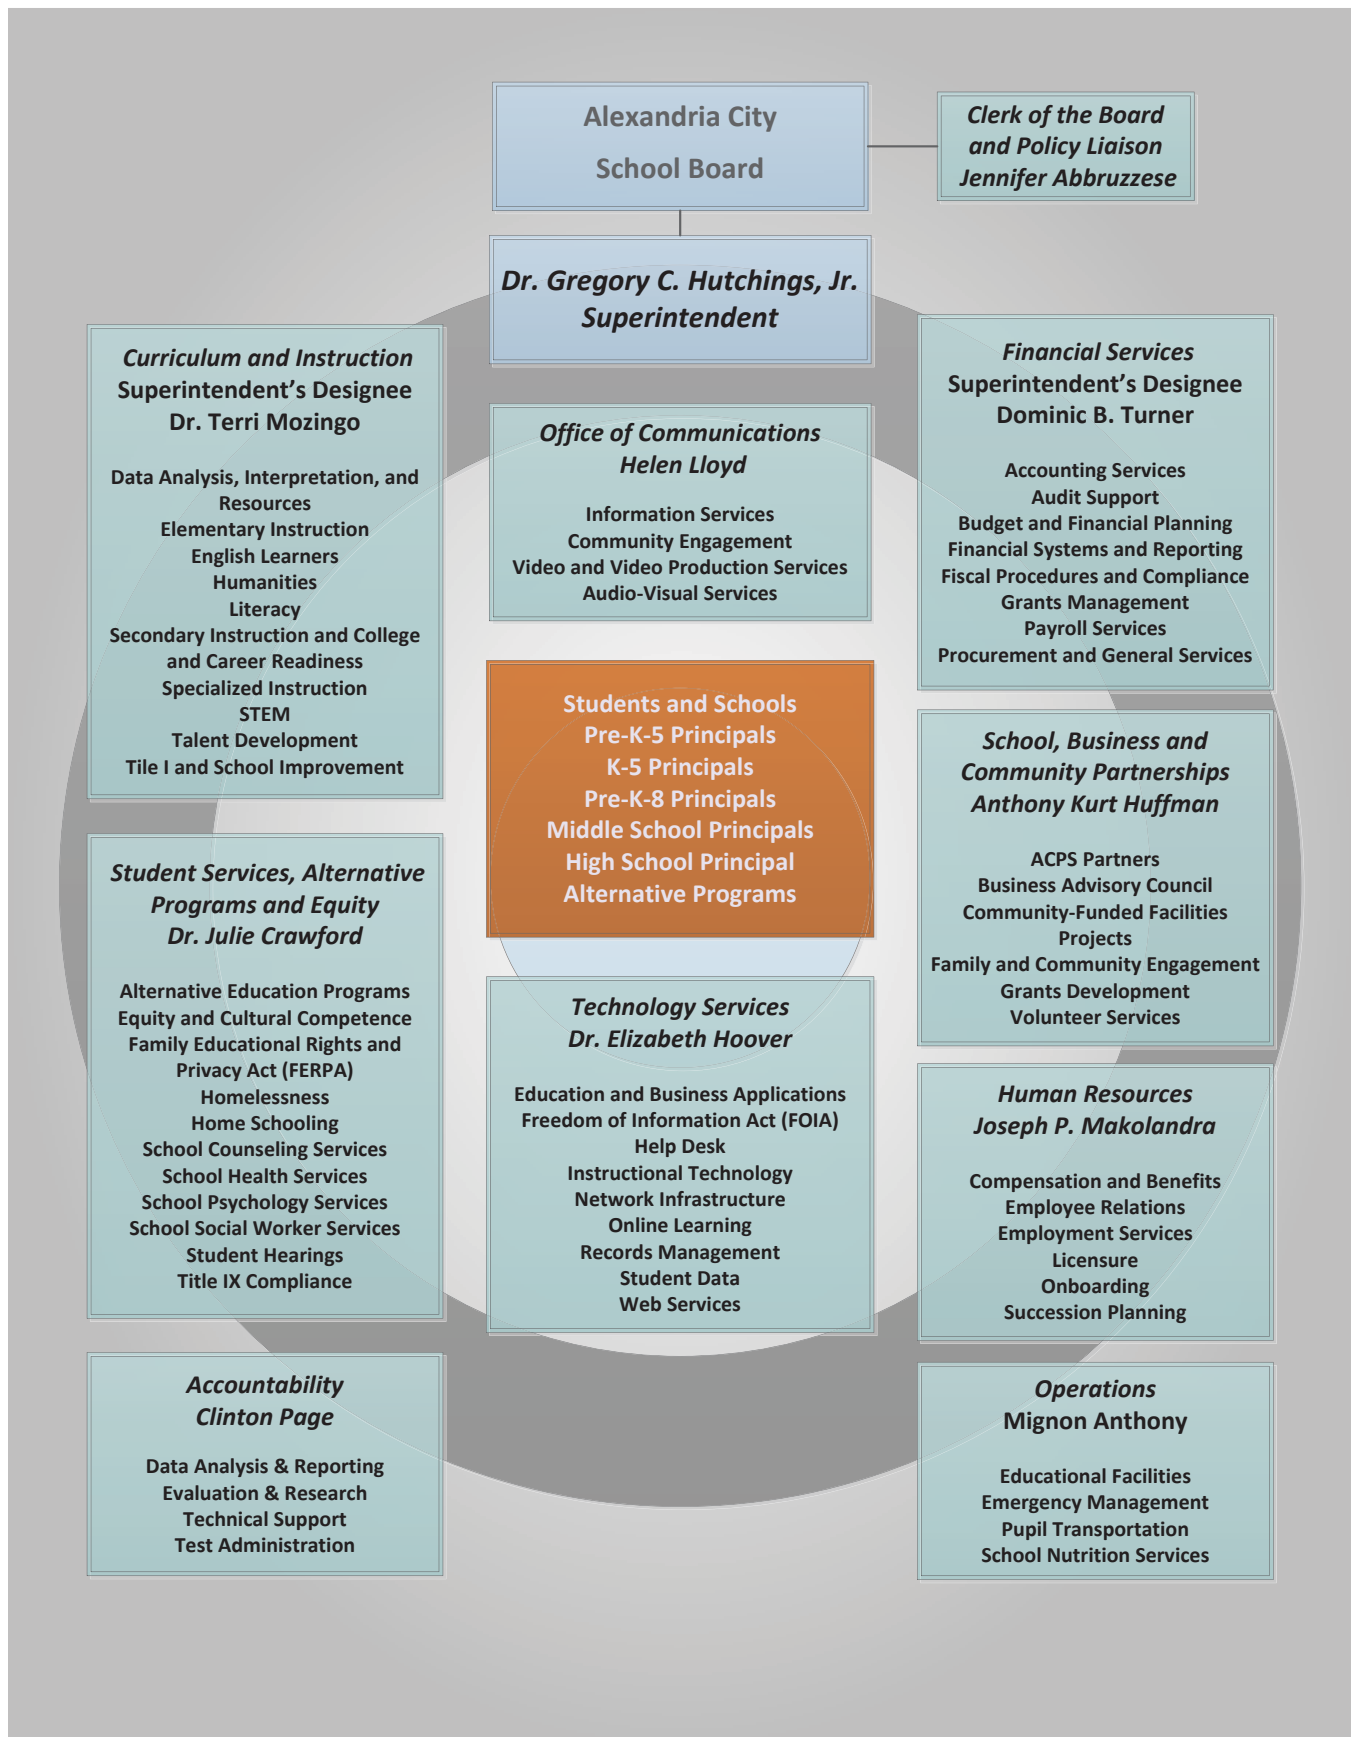 Alexandria City
School Board
Clerk of the Board
and Policy Liaison
Jennifer Abbruzzese
Dr. Gregory C. Hutchings, Jr.
Superintendent
Curriculum and Instruction
Superintendent’s Designee
Dr. Terri Mozingo
Data Analysis, Interpretation, and
Resources
Elementary Instruction
English Learners
Humanities
Literacy
Secondary Instruction and College
and Career Readiness
Specialized Instruction
STEM
Talent Development
Tile I and School Improvement
Student Services, Alternative
Programs and Equity
Dr. Julie Crawford
Alternative Education Programs
Equity and Cultural Competence
Family Educational Rights and
Privacy Act (FERPA)
Homelessness
Home Schooling
School Counseling Services
School Health Services
School Psychology Services
School Social Worker Services
Student Hearings
Title IX Compliance
Accountability
Clinton Page
Data Analysis & Reporting
Evaluation & Research
Technical Support
Test Administration
Office of Communications
Helen Lloyd
Information Services
Community Engagement
Video and Video Production Services
Audio-Visual Services
Students and Schools
Pre-K-5 Principals
K-5 Principals
Pre-K-8 Principals
Middle School Principals
High School Principal
Alternative Programs
Technology Services
Dr. Elizabeth Hoover
Education and Business Applications
Freedom of Information Act (FOIA)
Help Desk
Instructional Technology
Network Infrastructure
Online Learning
Records Management
Student Data
Web Services
Financial Services
Superintendent’s Designee
Dominic B. Turner
Accounting Services
Audit Support
Budget and Financial Planning
Financial Systems and Reporting
Fiscal Procedures and Compliance
Grants Management
Payroll Services
Procurement and General Services
School, Business and
Community Partnerships
Anthony Kurt Huffman
ACPS Partners
Business Advisory Council
Community-Funded Facilities
Projects
Family and Community Engagement
Grants Development
Volunteer Services
Human Resources
Joseph P. Makolandra
Compensation and Benefits
Employee Relations
Employment Services
Licensure
Onboarding
Succession Planning
Operations
Mignon Anthony
Educational Facilities
Emergency Management
Pupil Transportation
School Nutrition Services